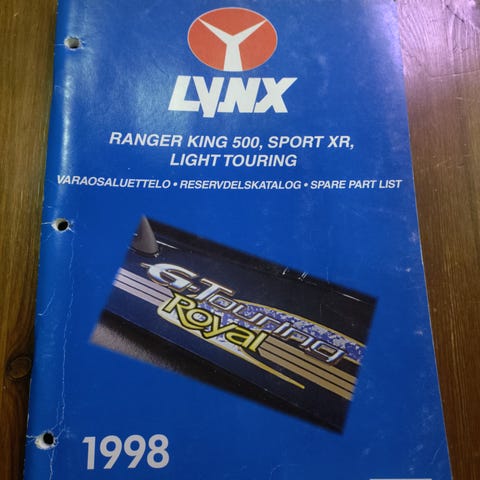 LYNX
RANGER KING 500, SPORT XR,
LIGHT TOURING
VARAOSALUETTELO • RESERVDELSKATALOG • SPARE PART LIST
G-Touring
Royal
1998